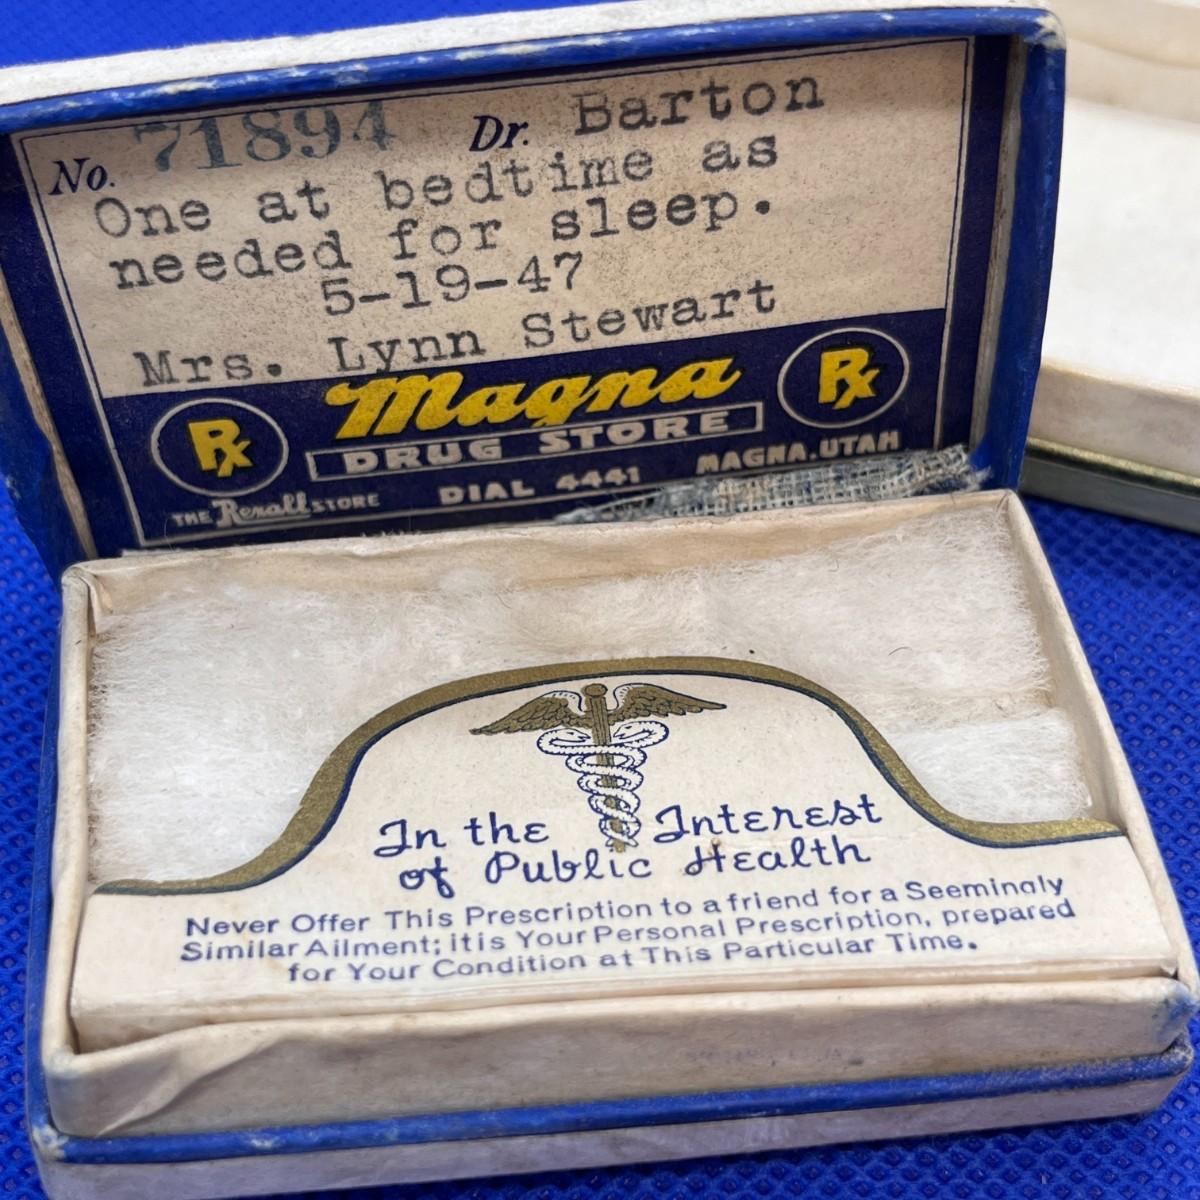 No. 71894 Dr. Barton
One at bedtime as
needed for sleep.
5-19-47
Mrs. Lynn Stewart
Rx Magna Rx
DRUG STORE
THE Rexall STORE DIAL 4441 MAGNA, UTAH
In the Interest
of Public Health
Never Offer This Prescription to a friend for a Seemingly
Similar Ailment; it is Your Personal Prescription, prepared
for Your Condition at This Particular Time.